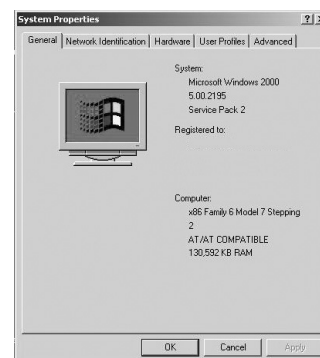 System Properties
General Network Identification Hardware User Profiles Advanced
System:
Microsoft Windows 2000
5.00.2195
Service Pack 2
Registered to:
Computer:
x86 Family 6 Model 7 Stepping
2
AT/AT COMPATIBLE
130,592 KB RAM
OK Cancel Apply